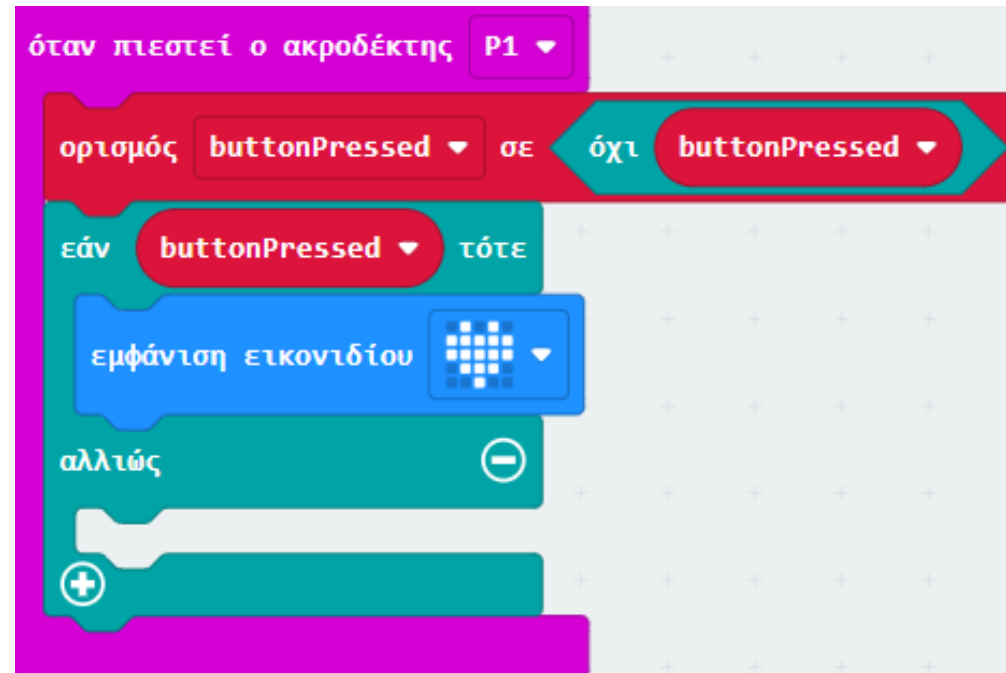 όταν πιεστεί ο ακροδέκτης P1
ορισμός buttonPressed σε όχι buttonPressed
εάν buttonPressed τότε
εμφάνιση εικονιδίου
αλλιώς